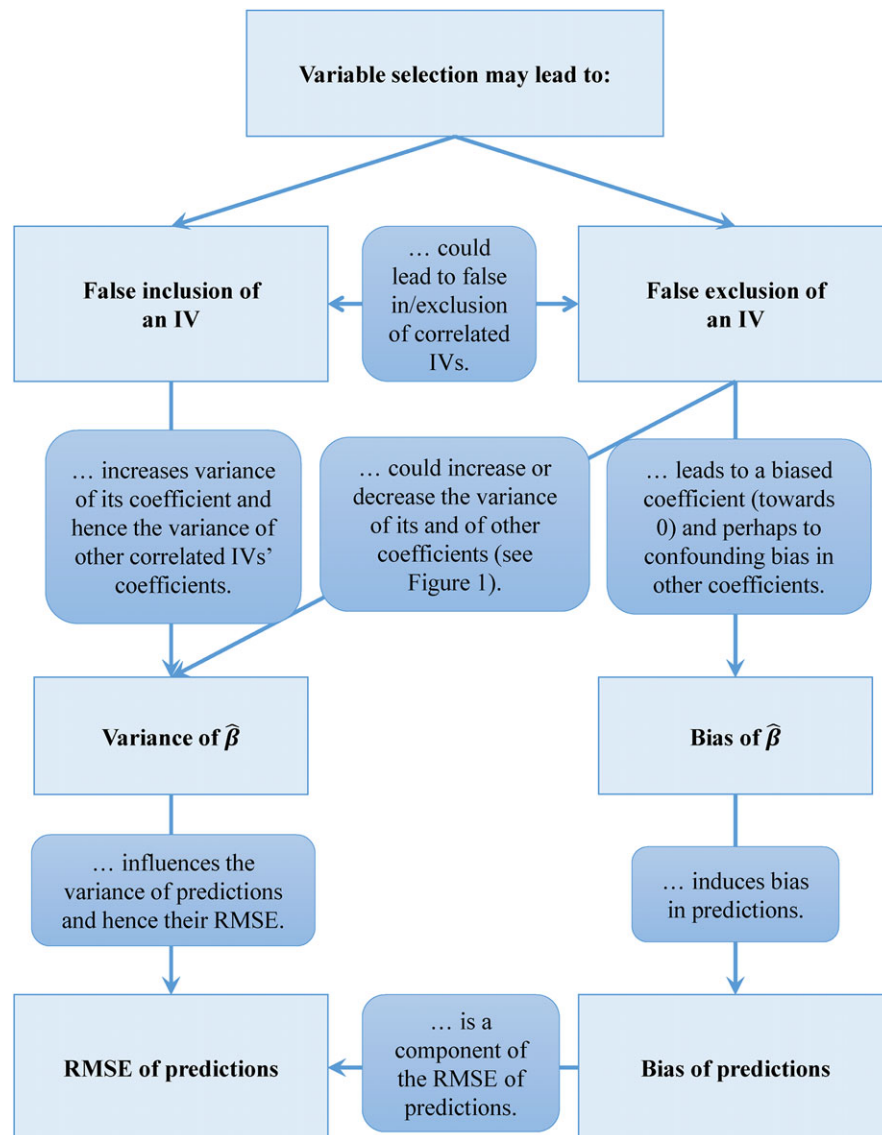 Variable selection may lead to:
False inclusion of
an IV
… could
lead to false
in/exclusion
of correlated
IVs.
False exclusion of
an IV
… increases variance
of its coefficient and
hence the variance of
other correlated IVs’
coefficients.
… could increase or
decrease the variance
of its and of other
coefficients (see
Figure 1).
… leads to a biased
coefficient (towards
0) and perhaps to
confounding bias in
other coefficients.
Variance of β̂
Bias of β̂
… influences the
variance of predictions
and hence their RMSE.
… induces bias
in predictions.
RMSE of predictions
… is a
component of
the RMSE of
predictions.
Bias of predictions